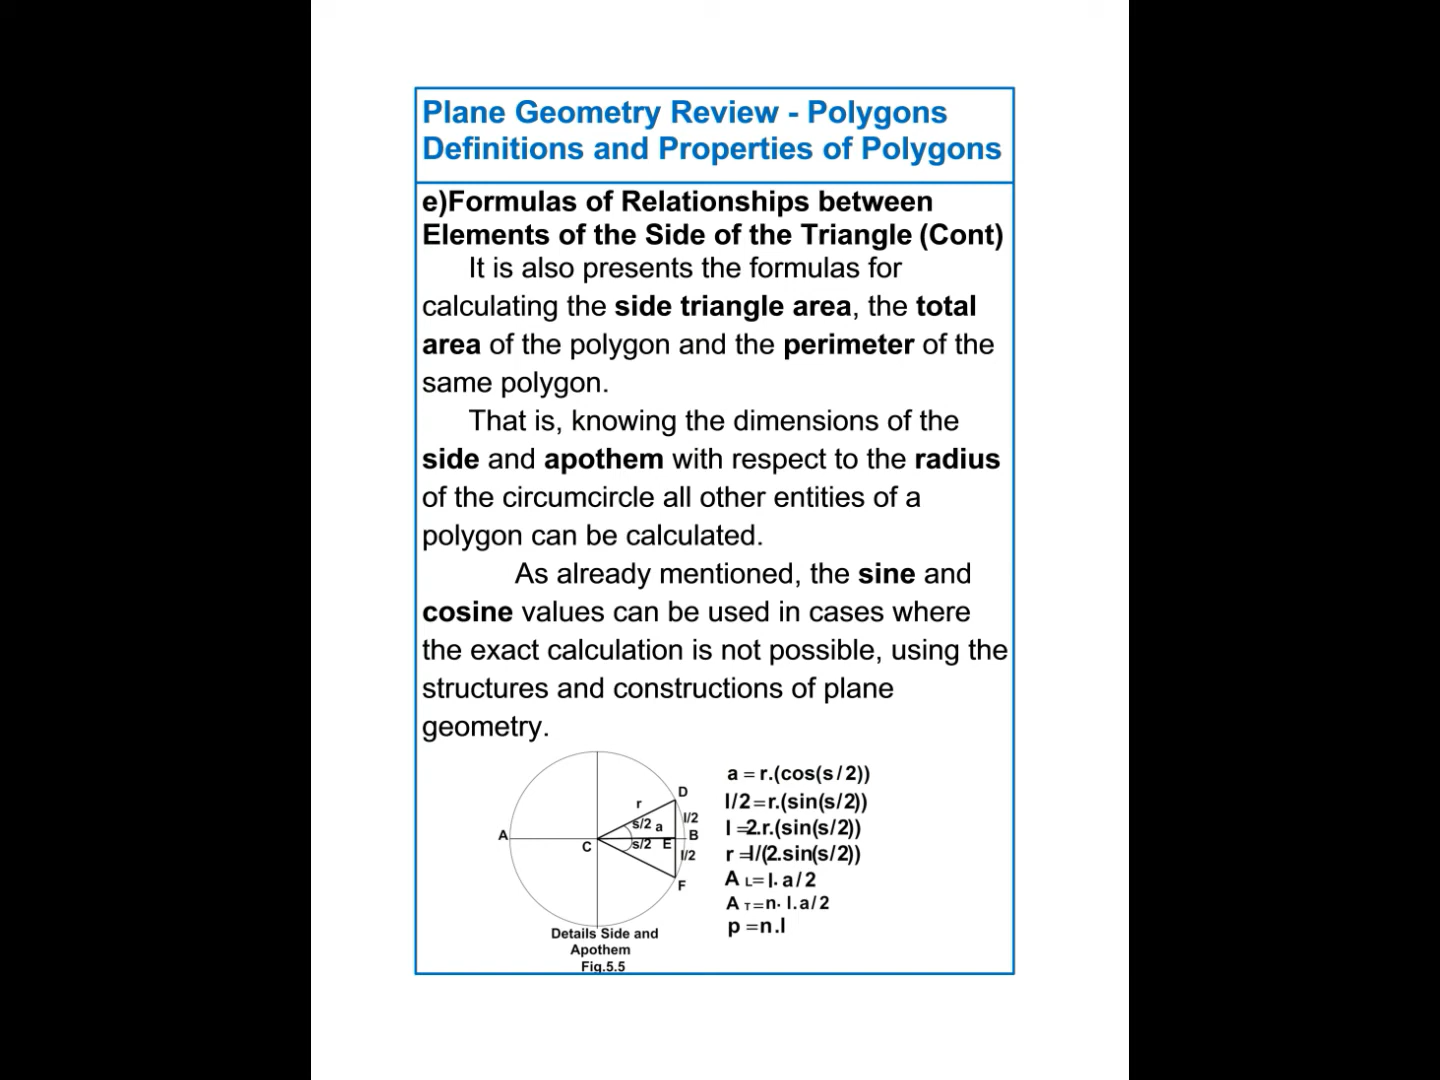 Plane Geometry Review - Polygons
Definitions and Properties of Polygons
e)Formulas of Relationships between
Elements of the Side of the Triangle (Cont)
It is also presents the formulas for
calculating the side triangle area, the total
area of the polygon and the perimeter of the
same polygon.
That is, knowing the dimensions of the
side and apothem with respect to the radius
of the circumcircle all other entities of a
polygon can be calculated.
As already mentioned, the sine and
cosine values can be used in cases where
the exact calculation is not possible, using the
structures and constructions of plane
geometry.
D
r
l/2
s/2 a
A
B
C
s/2 E
l/2
F
Details Side and
Apothem
Fig.5.5
a = r.(cos(s/2))
l/2=r.(sin(s/2))
l =2.r.(sin(s/2))
r =l/(2.sin(s/2))
A L= l. a/2
A T=n. l.a/2
p =n.l